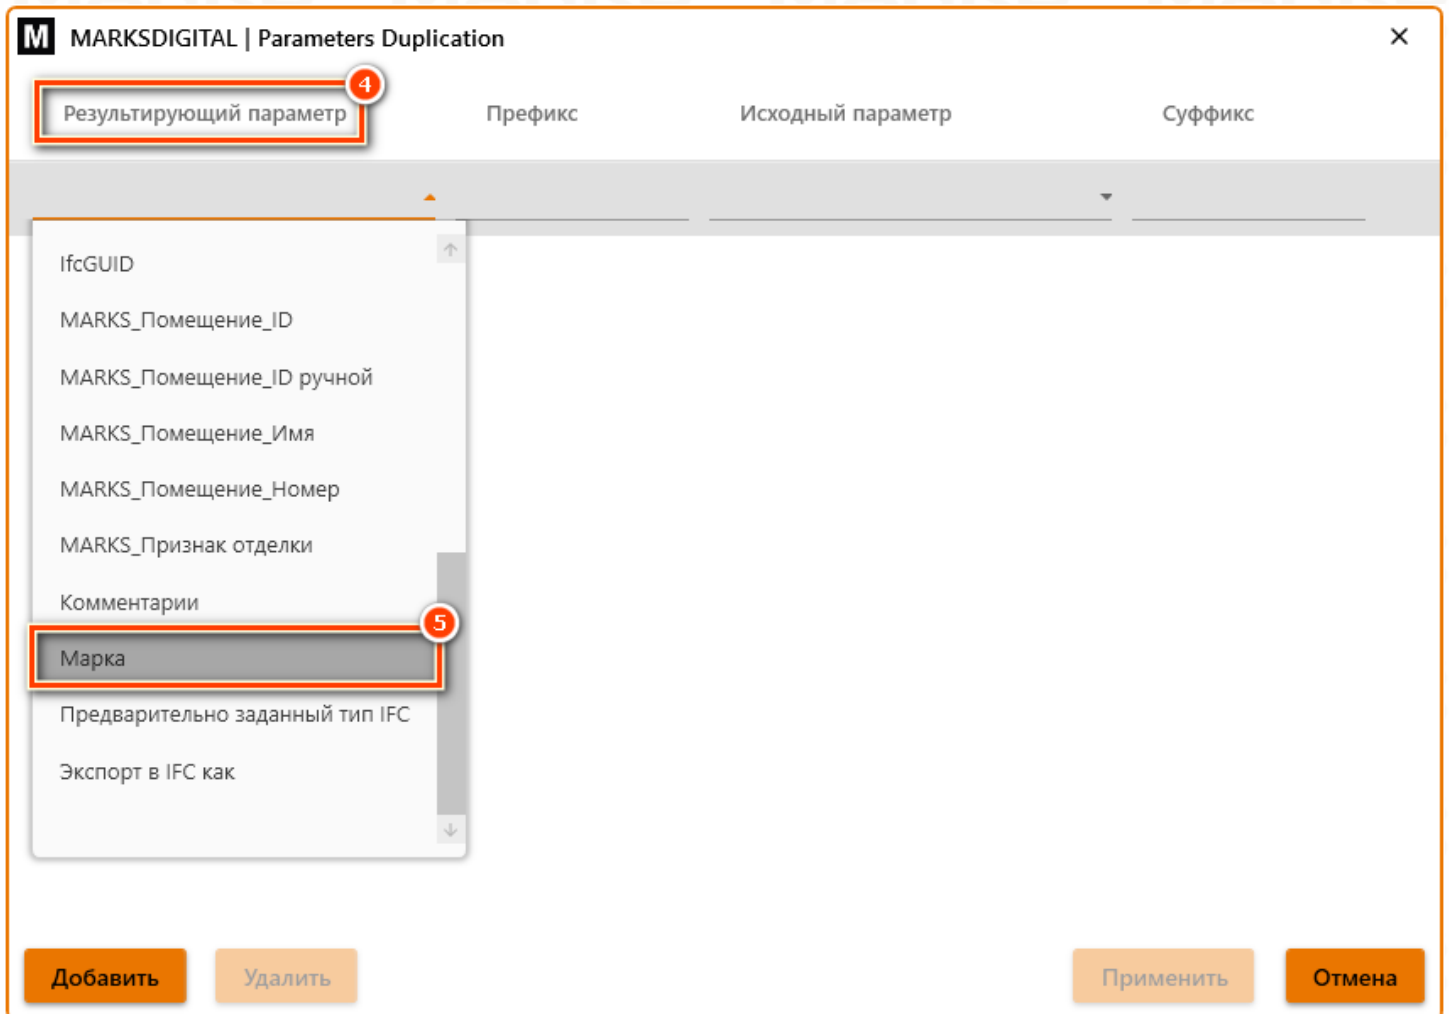 M MARKSDIGITAL | Parameters Duplication
4
Результирующий параметр Префикс Исходный параметр Суффикс
IfcGUID
MARKS_Помещение_ID
MARKS_Помещение_ID ручной
MARKS_Помещение_Имя
MARKS_Помещение_Номер
MARKS_Признак отделки
Комментарии
5
Марка
Предварительно заданный тип IFC
Экспорт в IFC как
Добавить Удалить Применить Отмена